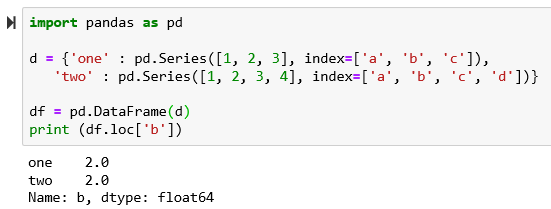 import pandas as pd
d = {'one' : pd.Series([1, 2, 3], index=['a', 'b', 'c']),
   'two' : pd.Series([1, 2, 3, 4], index=['a', 'b', 'c', 'd'])}
df = pd.DataFrame(d)
print (df.loc['b'])
one    2.0
two    2.0
Name: b, dtype: float64